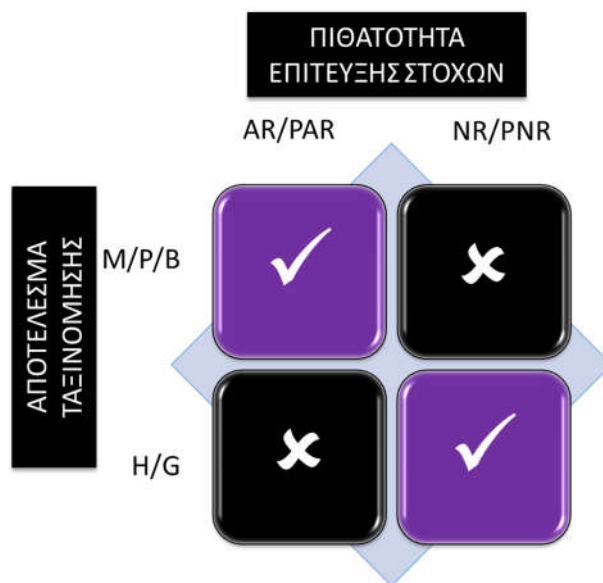 ΠΙΘΑΤΟΤΗΤΑ
ΕΠΙΤΕΥΞΗΣ ΣΤΟΧΩΝ
AR/PAR
NR/PNR
ΑΠΟΤΕΛΕΣΜΑ
ΤΑΞΙΝΟΜΗΣΗΣ
M/P/B
H/G